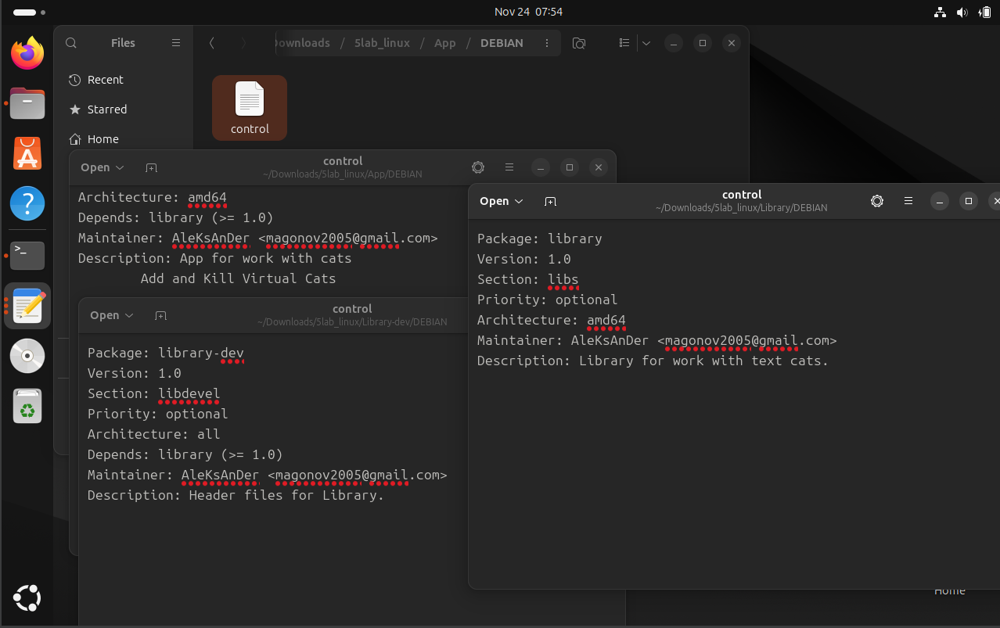 Nov 24 07:54
Files
Downloads / 5lab_linux / App / DEBIAN
Recent
Starred
Home
control
Open
control
~/Downloads/5lab_linux/App/DEBIAN
Architecture: amd64
Depends: library (>= 1.0)
Maintainer: AleKsAnDer <magonov2005@gmail.com>
Description: App for work with cats
Add and Kill Virtual Cats
Open
control
~/Downloads/5lab_linux/Library-dev/DEBIAN
Package: library-dev
Version: 1.0
Section: libdevel
Priority: optional
Architecture: all
Depends: library (>= 1.0)
Maintainer: AleKsAnDer <magonov2005@gmail.com>
Description: Header files for Library.
Open
control
~/Downloads/5lab_linux/Library/DEBIAN
Package: library
Version: 1.0
Section: libs
Priority: optional
Architecture: amd64
Maintainer: AleKsAnDer <magonov2005@gmail.com>
Description: Library for work with text cats.
Home